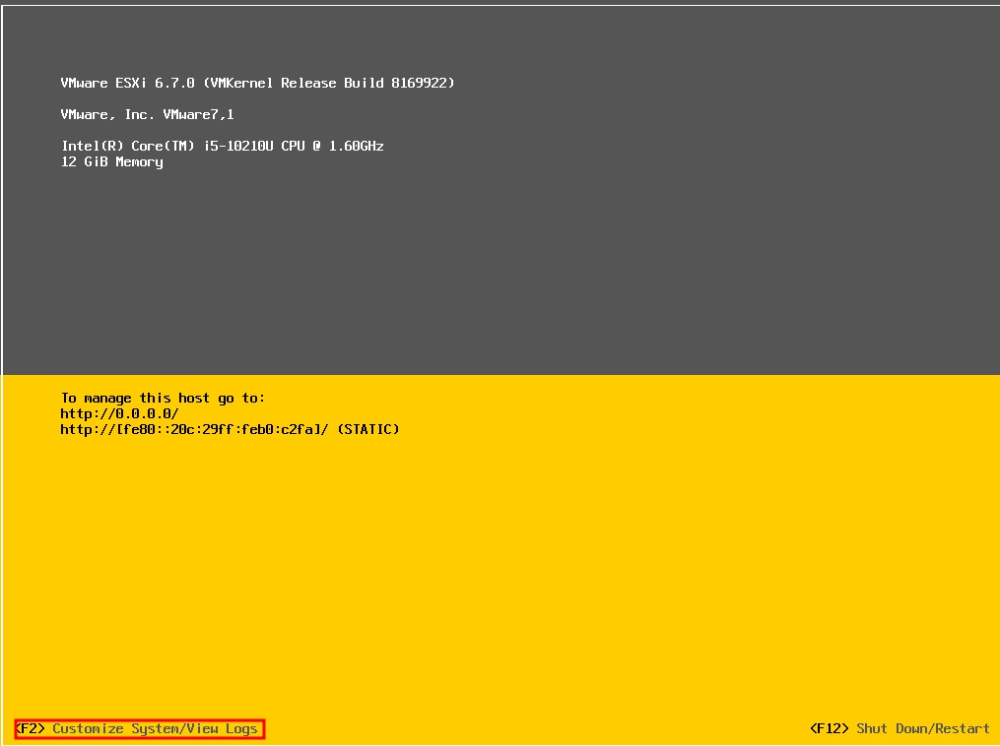 VMware ESXi 6.7.0 (VMKernel Release Build 8169922)
VMware, Inc. VMware7,1
Intel(R) Core(TM) i5-10210U CPU @ 1.60GHz
12 GiB Memory
To manage this host go to:
http://0.0.0.0/
http://[fe80::20c:29ff:feb0:c2fa]/ (STATIC)
<F2> Customize System/View Logs
<F12> Shut Down/Restart